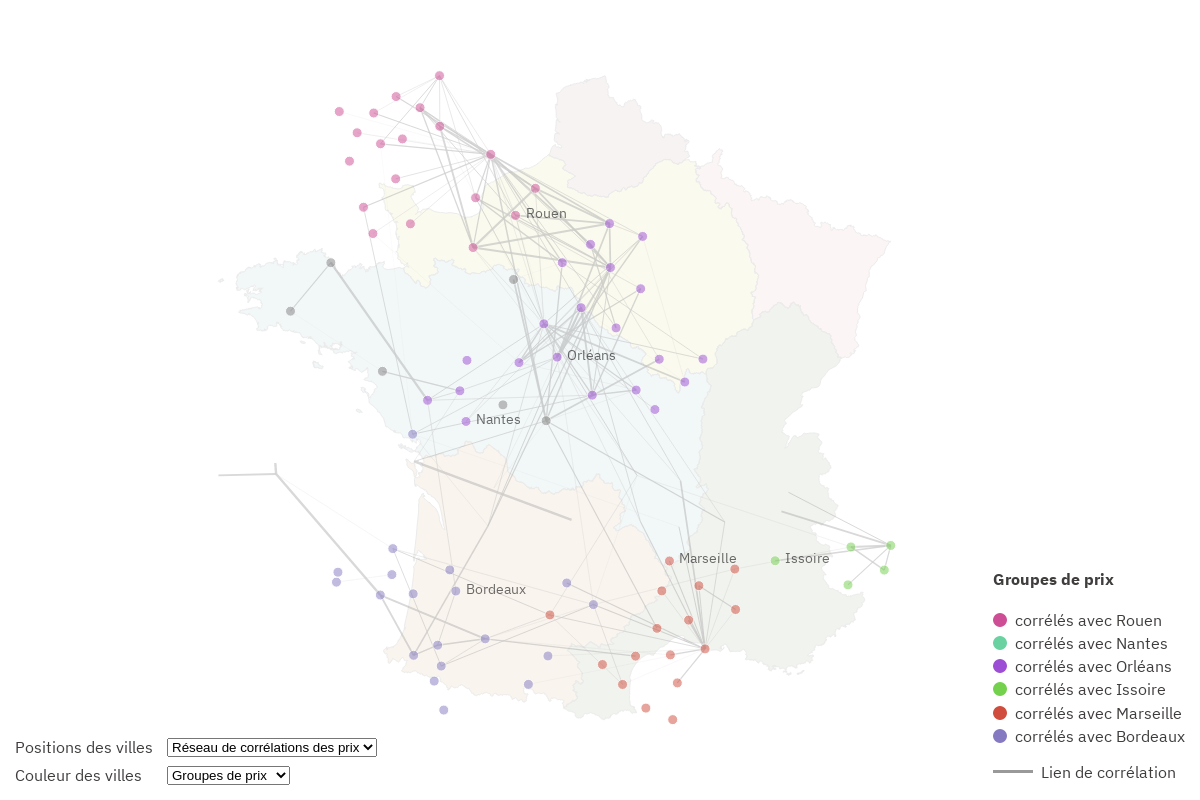 Rouen
Orléans
Nantes
Marseille
Issoire
Bordeaux
Groupes de prix
corrélés avec Rouen
corrélés avec Nantes
corrélés avec Orléans
corrélés avec Issoire
corrélés avec Marseille
corrélés avec Bordeaux
Lien de corrélation
Positions des villes Réseau de corrélations des prix
Couleur des villes Groupes de prix